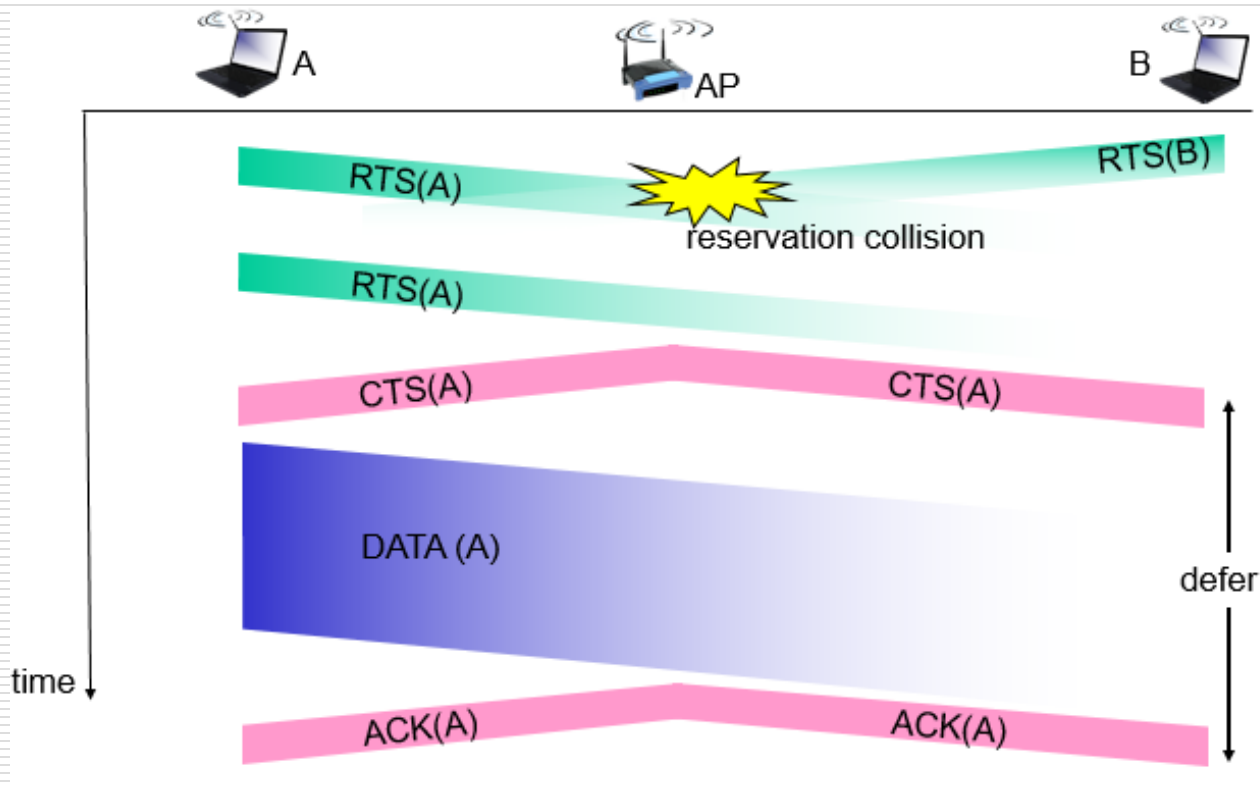 A
AP
B
RTS(A)
RTS(B)
reservation collision
RTS(A)
CTS(A)
CTS(A)
DATA (A)
defer
time
ACK(A)
ACK(A)